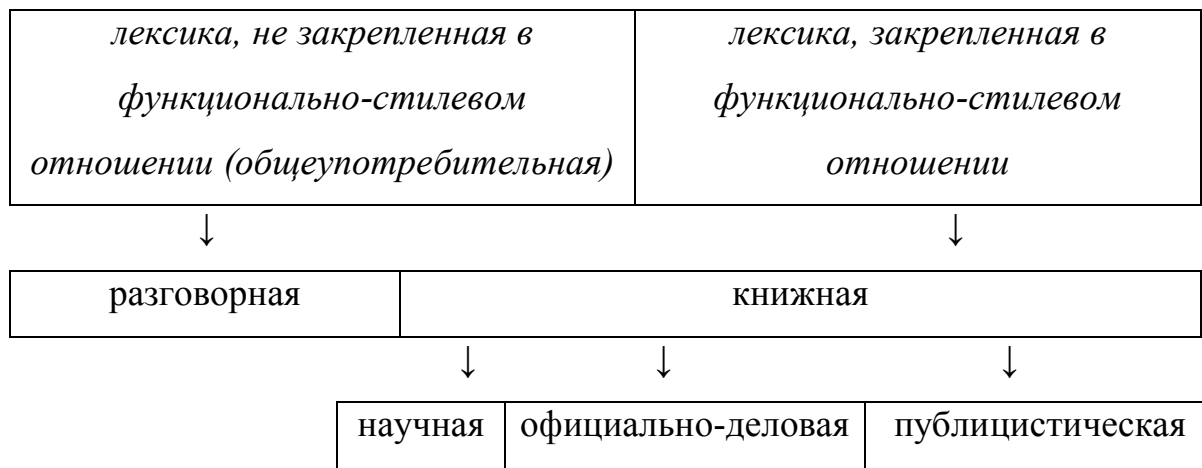 лексика, не закрепленная в
функционально-стилевом
отношении (общеупотребительная)
лексика, закрепленная в
функционально-стилевом
отношении
↓ ↓
разговорная книжная
↓ ↓ ↓
научная официально-деловая публицистическая